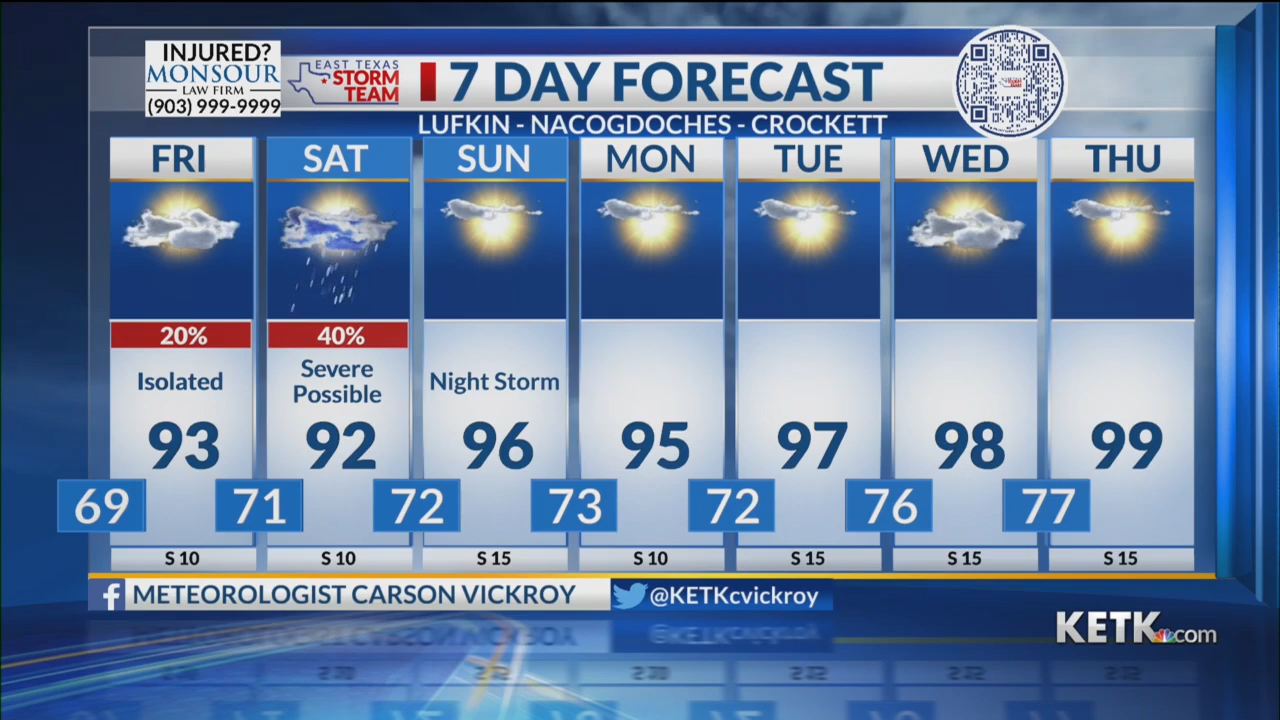 INJURED?
MONSOUR
LAW FIRM
(903) 999-9999
EAST TEXAS
STORM
TEAM
7 DAY FORECAST
LUFKIN - NACOGDOCHES - CROCKETT
FRI SAT SUN MON TUE WED THU
20% 40%
Isolated
Severe
Possible
Night Storm
93 92 96 95 97 98 99
69 71 72 73 72 76 77
S 10 S 10 S 15 S 10 S 15 S 15 S 15
f METEOROLOGIST CARSON VICKROY @KETKcvickroy
KETK.com